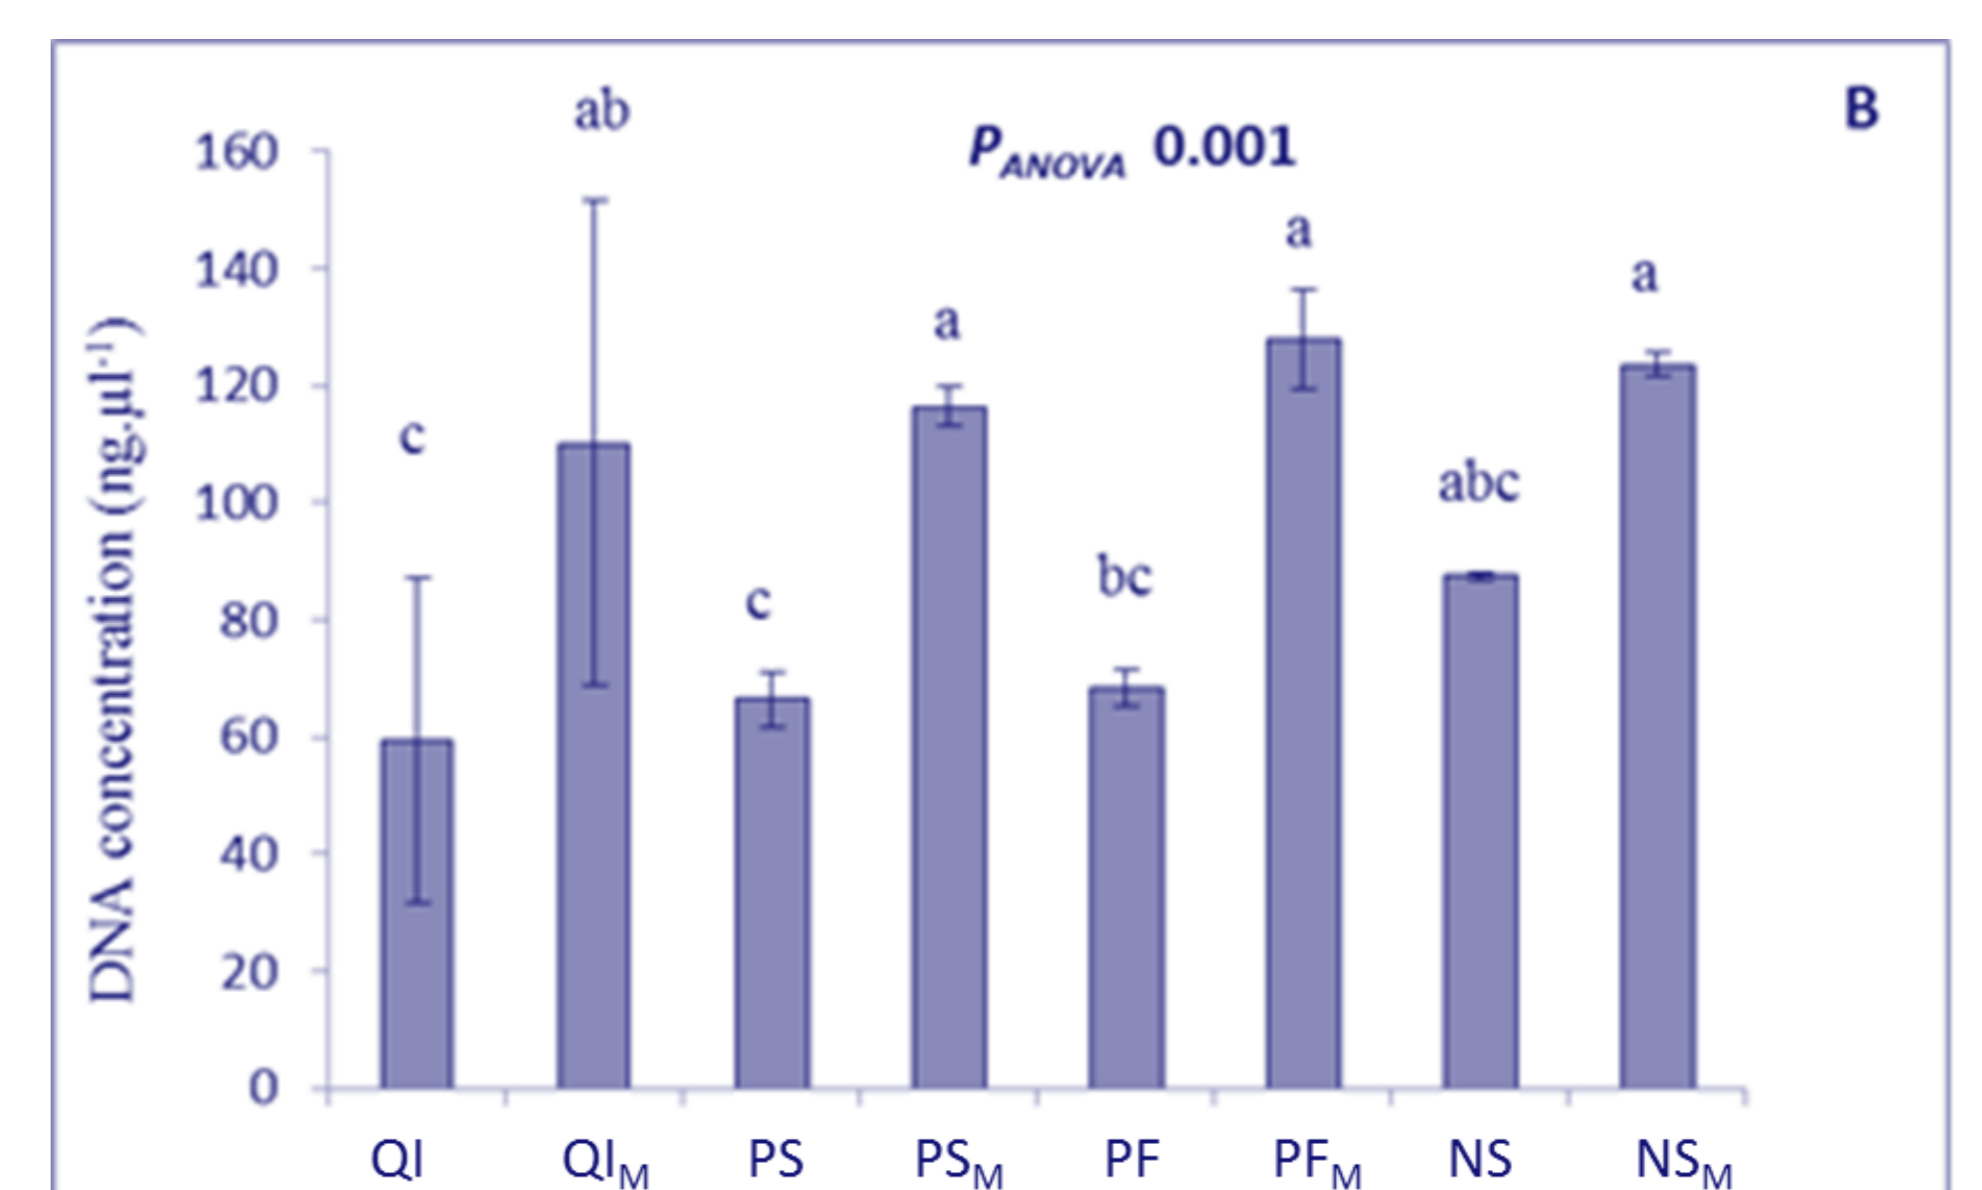 B
ab
P_ANOVA 0.001
160
a
140
a
a
120
c
abc
100
bc
c
80
60
40
20
0
DNA concentration (ng.µl⁻¹)
QI QI_M PS PS_M PF PF_M NS NS_M